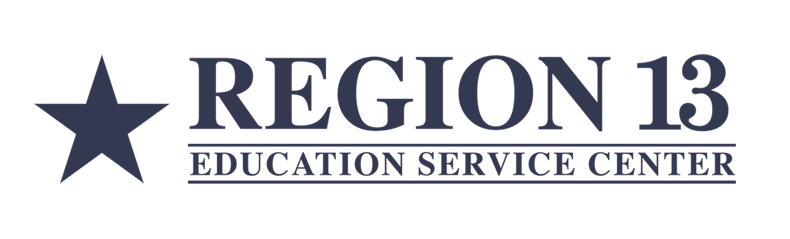 REGION 13
EDUCATION SERVICE CENTER